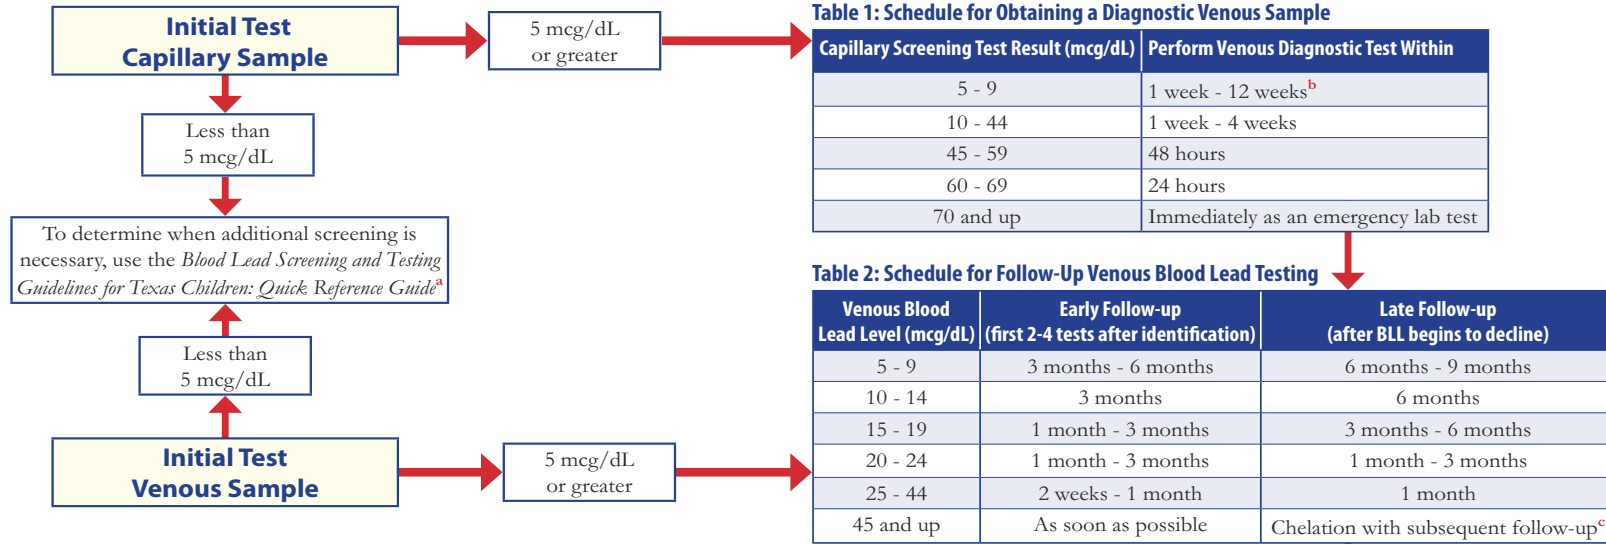 Initial Test
Capillary Sample
5 mcg/dL
or greater
Less than
5 mcg/dL
To determine when additional screening is
necessary, use the Blood Lead Screening and Testing
Guidelines for Texas Children: Quick Reference Guide a
Less than
5 mcg/dL
Initial Test
Venous Sample
5 mcg/dL
or greater
Table 1: Schedule for Obtaining a Diagnostic Venous Sample
Capillary Screening Test Result (mcg/dL) Perform Venous Diagnostic Test Within
5 - 9 1 week - 12 weeks b
10 - 44 1 week - 4 weeks
45 - 59 48 hours
60 - 69 24 hours
70 and up Immediately as an emergency lab test
Table 2: Schedule for Follow-Up Venous Blood Lead Testing
Venous Blood Early Follow-up Late Follow-up
Lead Level (mcg/dL) (first 2-4 tests after identification) (after BLL begins to decline)
5 - 9 3 months - 6 months 6 months - 9 months
10 - 14 3 months 6 months
15 - 19 1 month - 3 months 3 months - 6 months
20 - 24 1 month - 3 months 1 month - 3 months
25 - 44 2 weeks - 1 month 1 month
45 and up As soon as possible Chelation with subsequent follow-up c